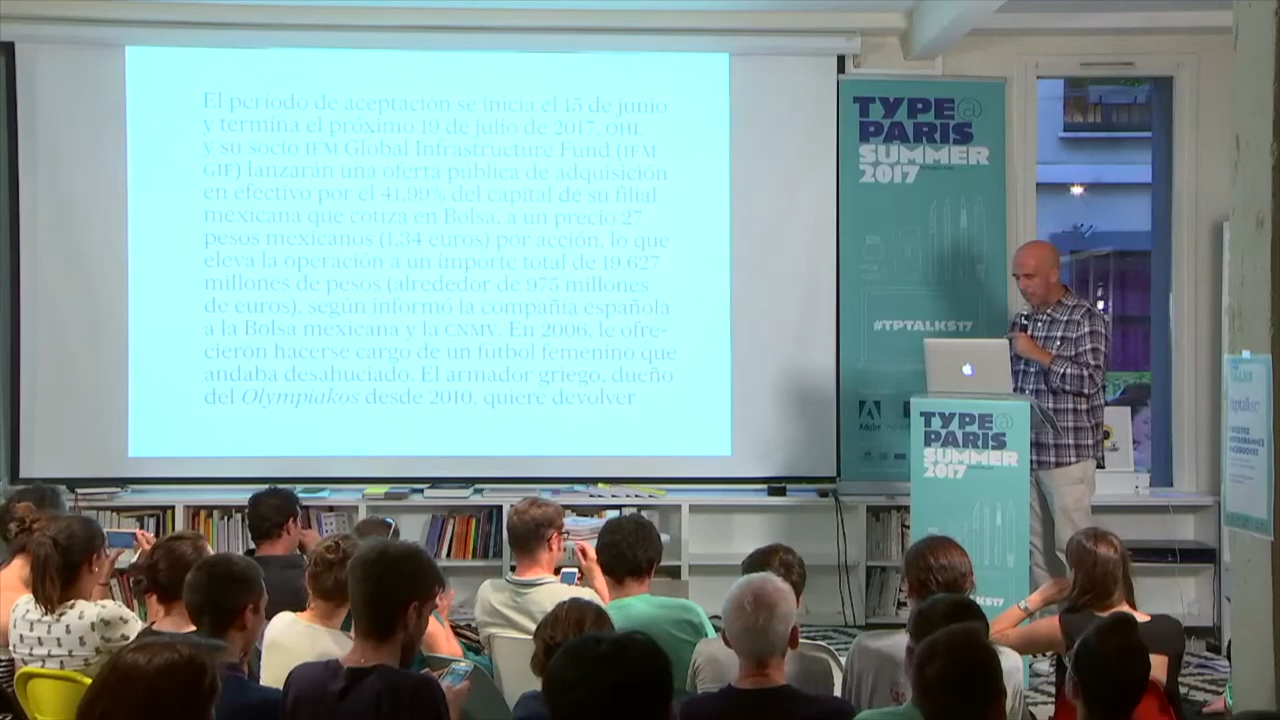 El período de aceptación se inicia el 15 de junio
y termina el próximo 19 de julio de 2017. OHL
y su socio IFM Global Infrastructure Fund (IFM
GIF) lanzarán una oferta pública de adquisición
en efectivo por el 41,99% del capital de su filial
mexicana que cotiza en Bolsa, a un precio 27
pesos mexicanos (1,34 euros) por acción, lo que
eleva la operación a un importe total de 19.627
millones de pesos (alrededor de 975 millones
de euros), según informó la compañía española
a la Bolsa mexicana y la CNMV. En 2006, le ofre-
cieron hacerse cargo de un fútbol femenino que
andaba desahuciado. El armador griego, dueño
del Olympiakos desde 2010, quiere devolver
TYPE@
PARIS
SUMMER
2017
#TPTALKS17
Adobe
TYPE@
PARIS
SUMMER
2017